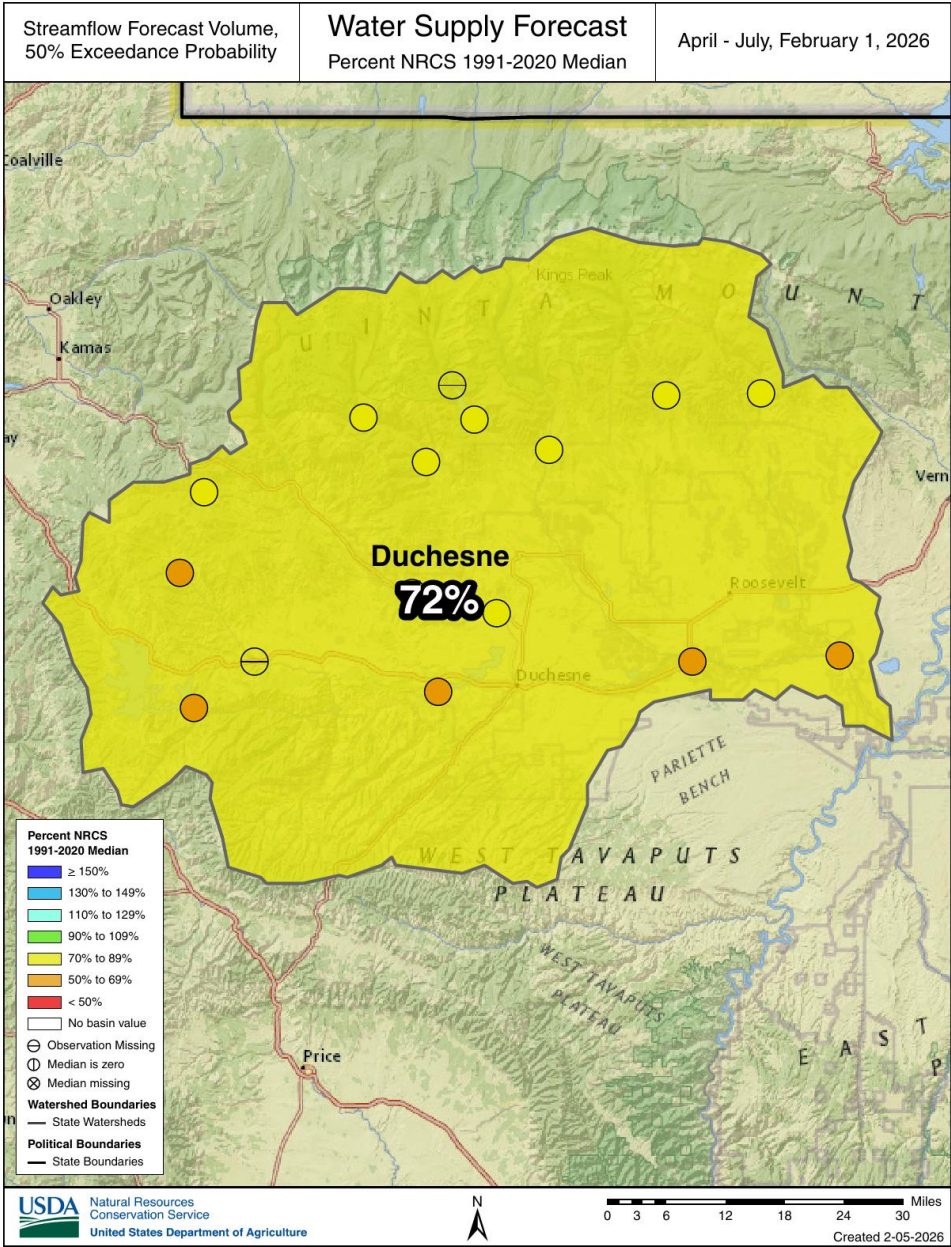 Streamflow Forecast Volume,
50% Exceedance Probability
Water Supply Forecast
Percent NRCS 1991-2020 Median
April - July, February 1, 2026
Coalville
Kings Peak
U I N T A M O U N T
Oakley
Kamas
ay
Vern
Duchesne
72%
Roosevelt
Duchesne
PARIETTE
BENCH
WEST TAVAPUTS
PLATEAU
WEST TAVAPUTS
PLATEAU
E A S T
P
Price
Percent NRCS
1991-2020 Median
≥ 150%
130% to 149%
110% to 129%
90% to 109%
70% to 89%
50% to 69%
< 50%
No basin value
Observation Missing
Median is zero
Median missing
Watershed Boundaries
State Watersheds
Political Boundaries
State Boundaries
USDA
Natural Resources
Conservation Service
United States Department of Agriculture
N
Miles
0 3 6 12 18 24 30
Created 2-05-2026